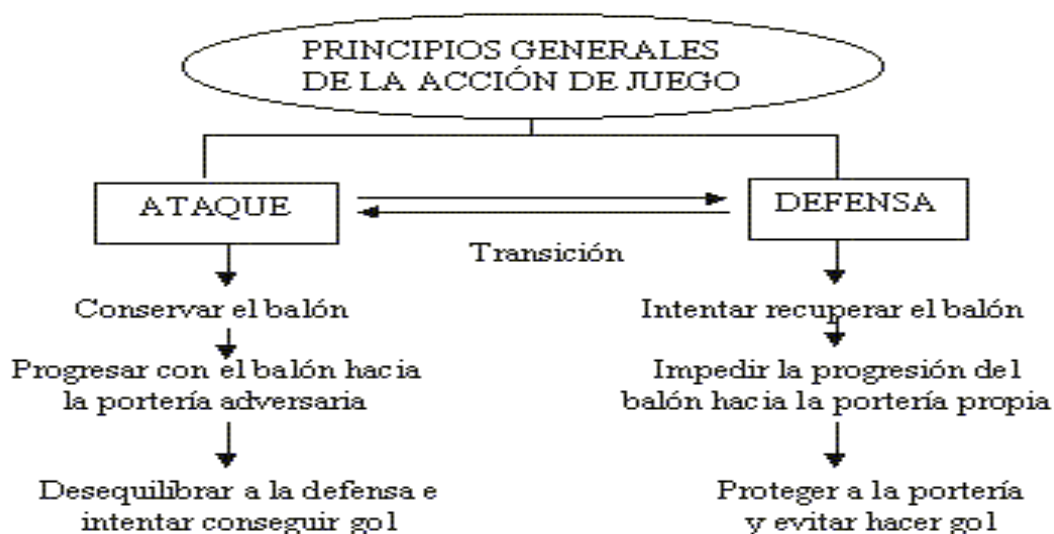 PRINCIPIOS GENERALES
DE LA ACCIÓN DE JUEGO
ATAQUE
DEFENSA
Transición
Conservar el balón
Progresar con el balón hacia
la portería adversaria
Desequilibrar a la defensa e
intentar conseguir gol
Intentar recuperar el balón
Impedir la progresión del
balón hacia la portería propia
Proteger a la portería
y evitar hacer gol